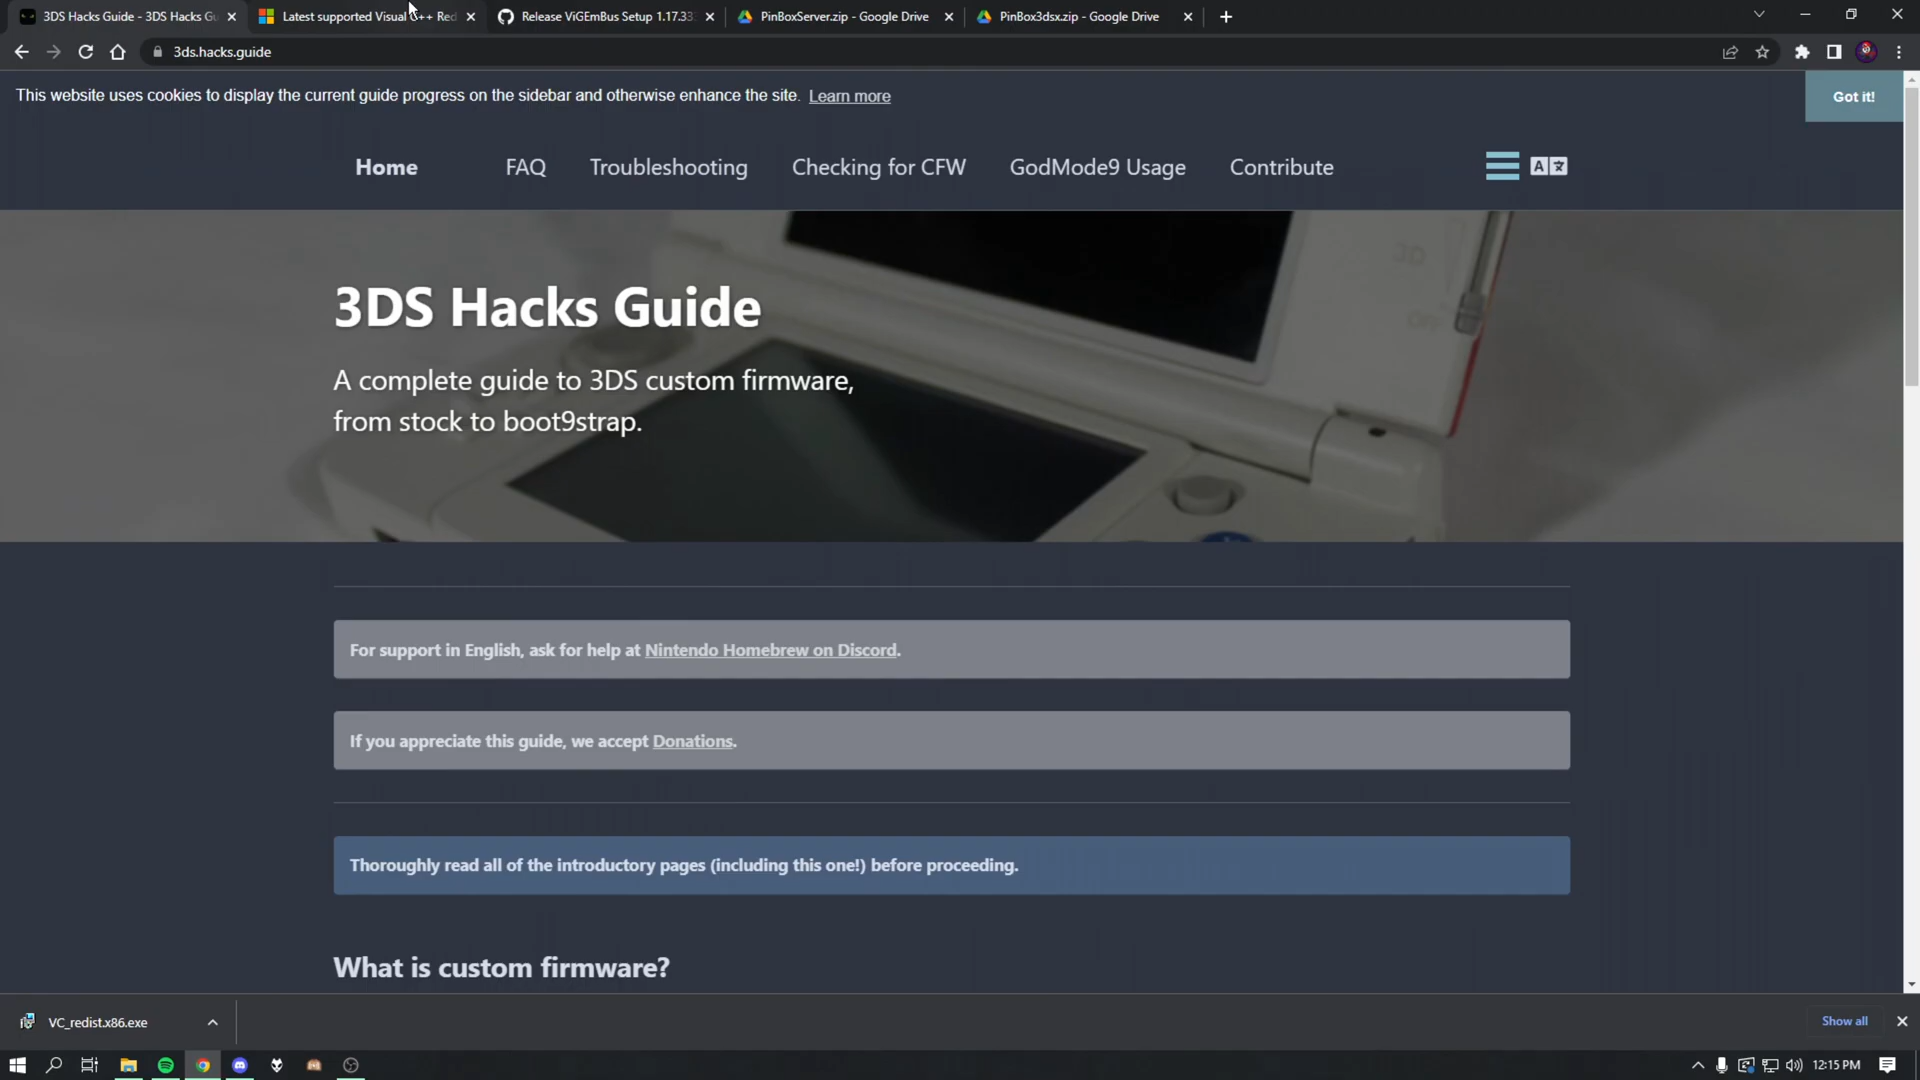 3DS Hacks Guide - 3DS Hacks Gu
Latest supported Visual C++ Red
Release ViGEmBus Setup 1.17.33
PinBoxServer.zip - Google Drive
PinBox3dsx.zip - Google Drive
3ds.hacks.guide
This website uses cookies to display the current guide progress on the sidebar and otherwise enhance the site. Learn more
Got it!
Home FAQ Troubleshooting Checking for CFW GodMode9 Usage Contribute
3DS Hacks Guide
A complete guide to 3DS custom firmware,
from stock to boot9strap.
For support in English, ask for help at Nintendo Homebrew on Discord.
If you appreciate this guide, we accept Donations.
Thoroughly read all of the introductory pages (including this one!) before proceeding.
What is custom firmware?
VC_redist.x86.exe
Show all
12:15 PM